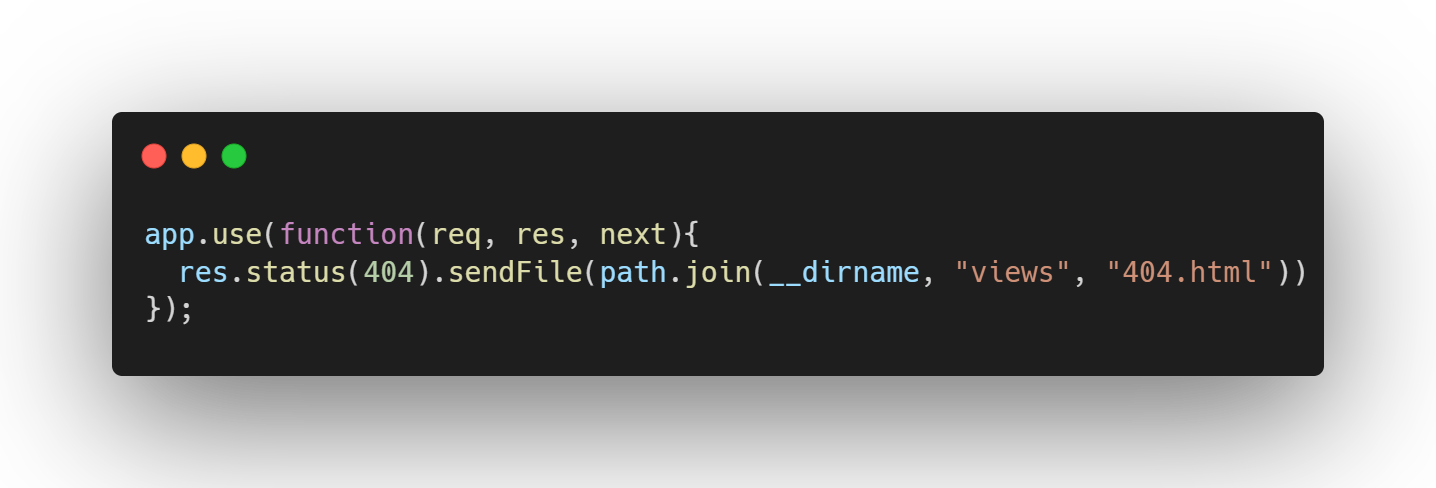 app.use(function(req, res, next){
  res.status(404).sendFile(path.join(__dirname, "views", "404.html"))
});